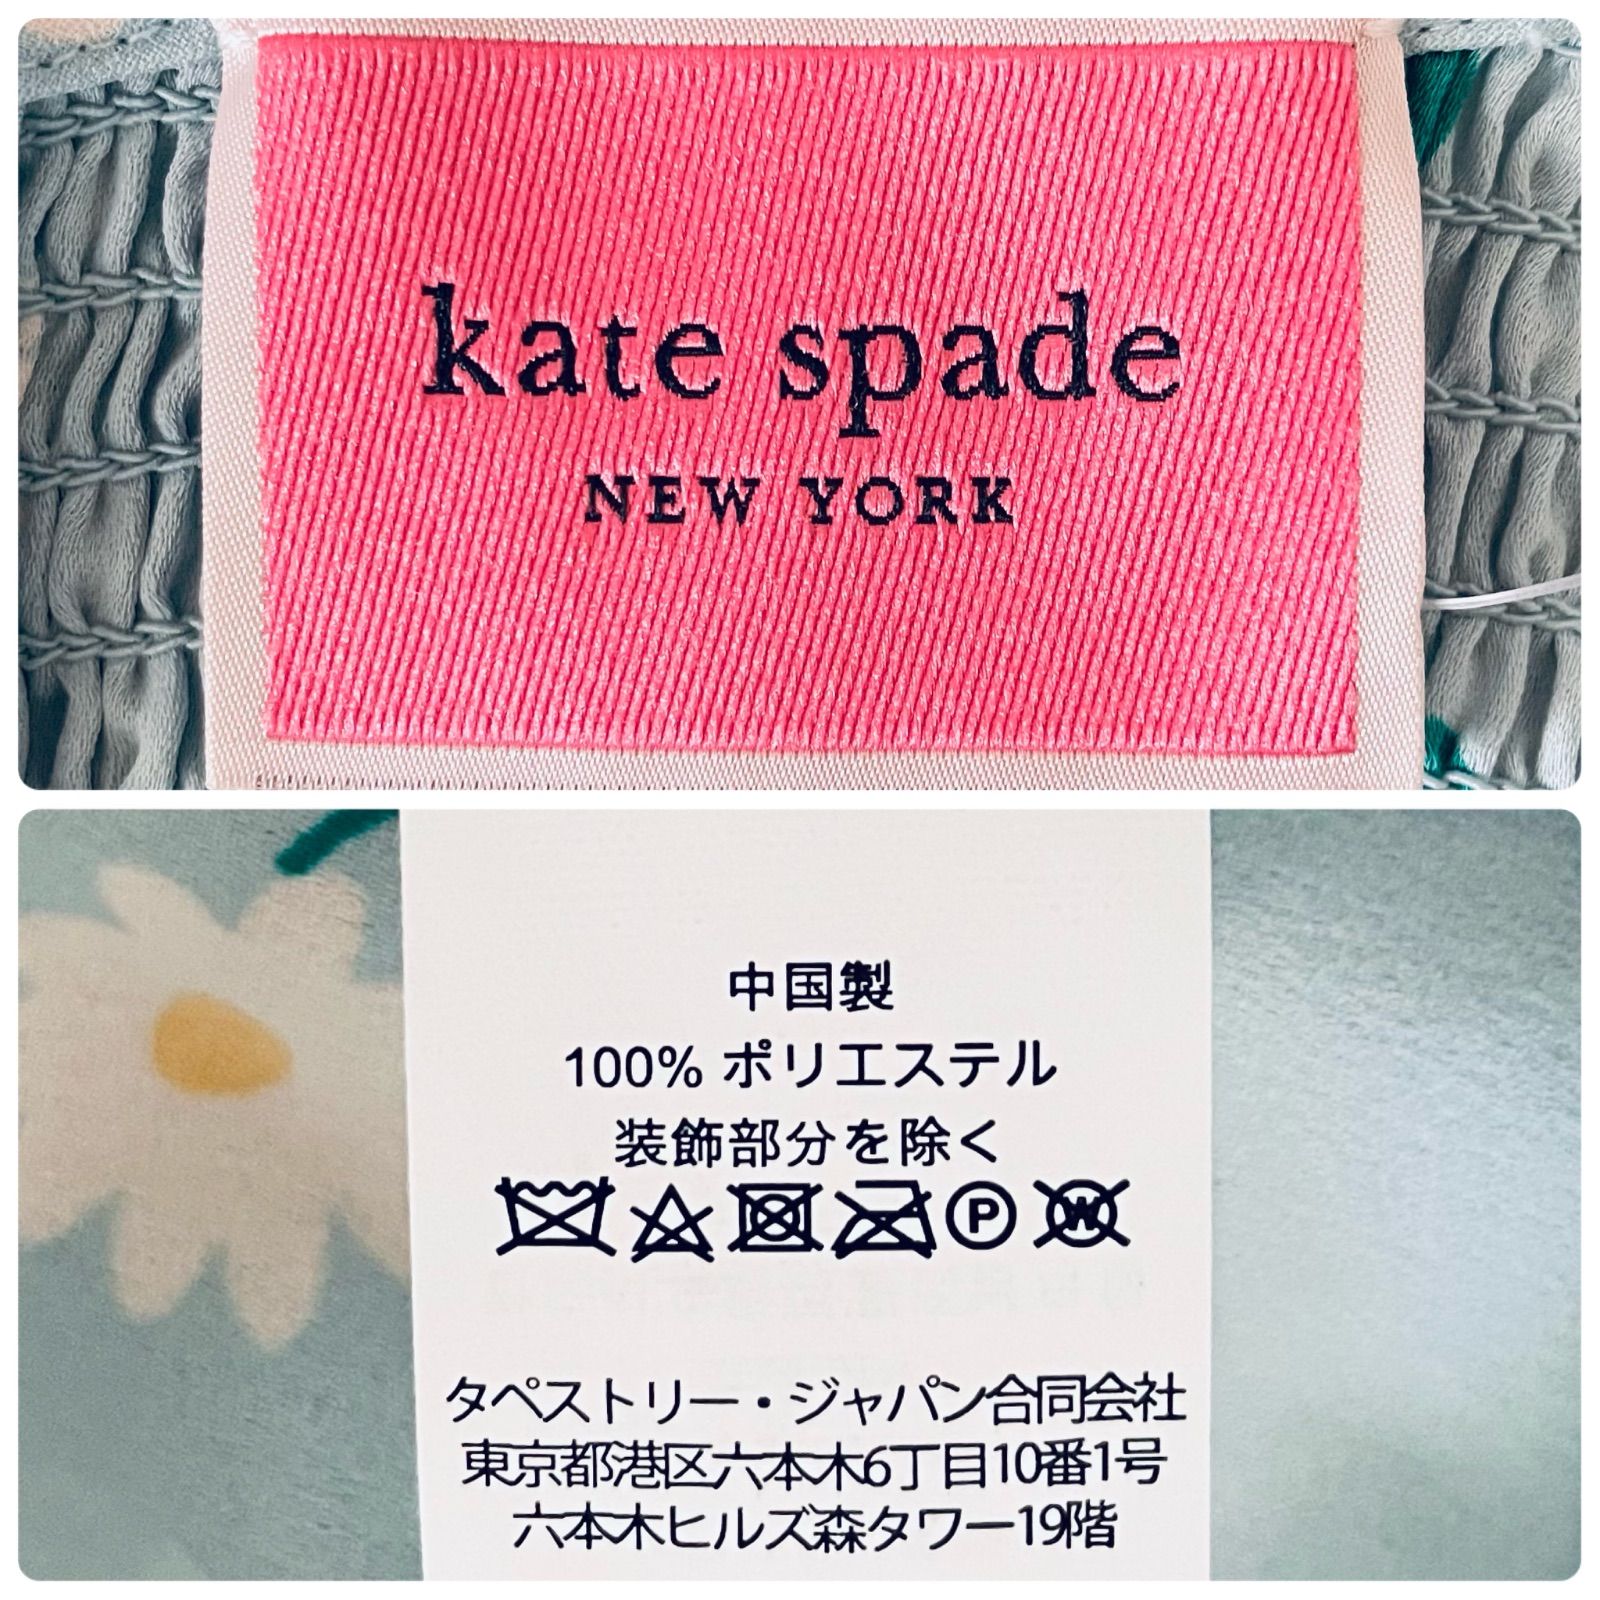 kate spade
NEW YORK
中国製
100% ポリエステル
装飾部分を除く
P
W
タペストリー・ジャパン合同会社
東京都港区六本木6丁目10番1号
六本木ヒルズ森タワー19階